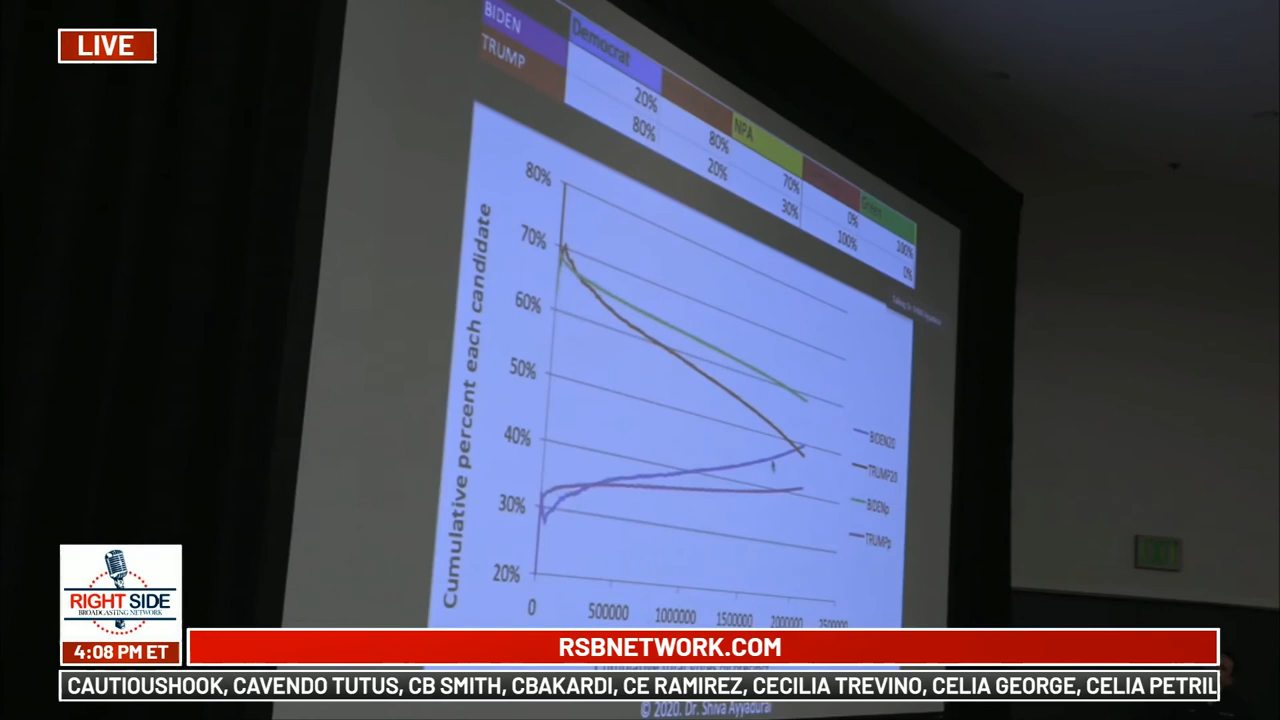 LIVE
BIDEN
TRUMP
Democrat
NPA
Green
20%
80%
70%
0%
100%
80%
20%
30%
100%
0%
Cumulative percent each candidate
80%
70%
60%
50%
40%
30%
20%
0
500000
1000000
1500000
2000000
2500000
BIDEN20
TRUMP20
BIDENp
TRUMPp
RIGHT SIDE
BROADCASTING NETWORK
4:08 PM ET
RSBNETWORK.COM
CAUTIOUSHOOK, CAVENDO TUTUS, CB SMITH, CBAKARDI, CE RAMIREZ, CECILIA TREVINO, CELIA GEORGE, CELIA PETRIL
© 2020. Dr. Shiva Ayyadurai